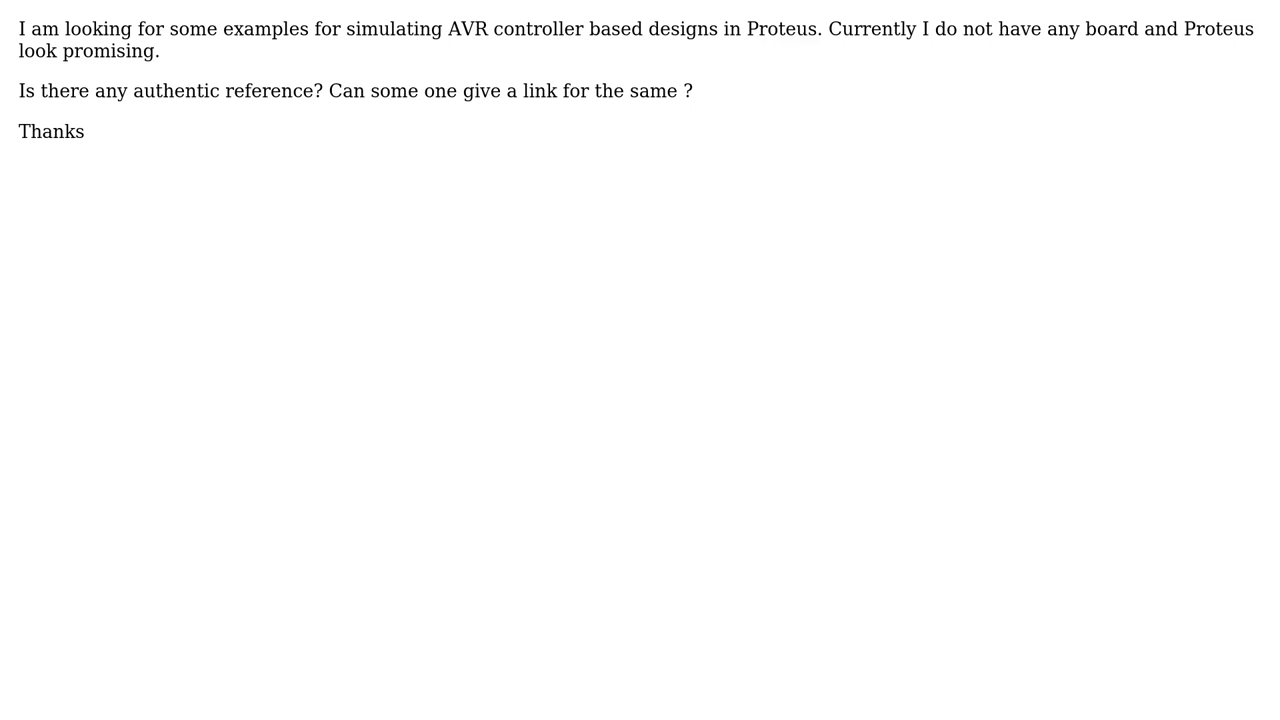 I am looking for some examples for simulating AVR controller based designs in Proteus. Currently I do not have any board and Proteus
look promising.
Is there any authentic reference? Can some one give a link for the same ?
Thanks